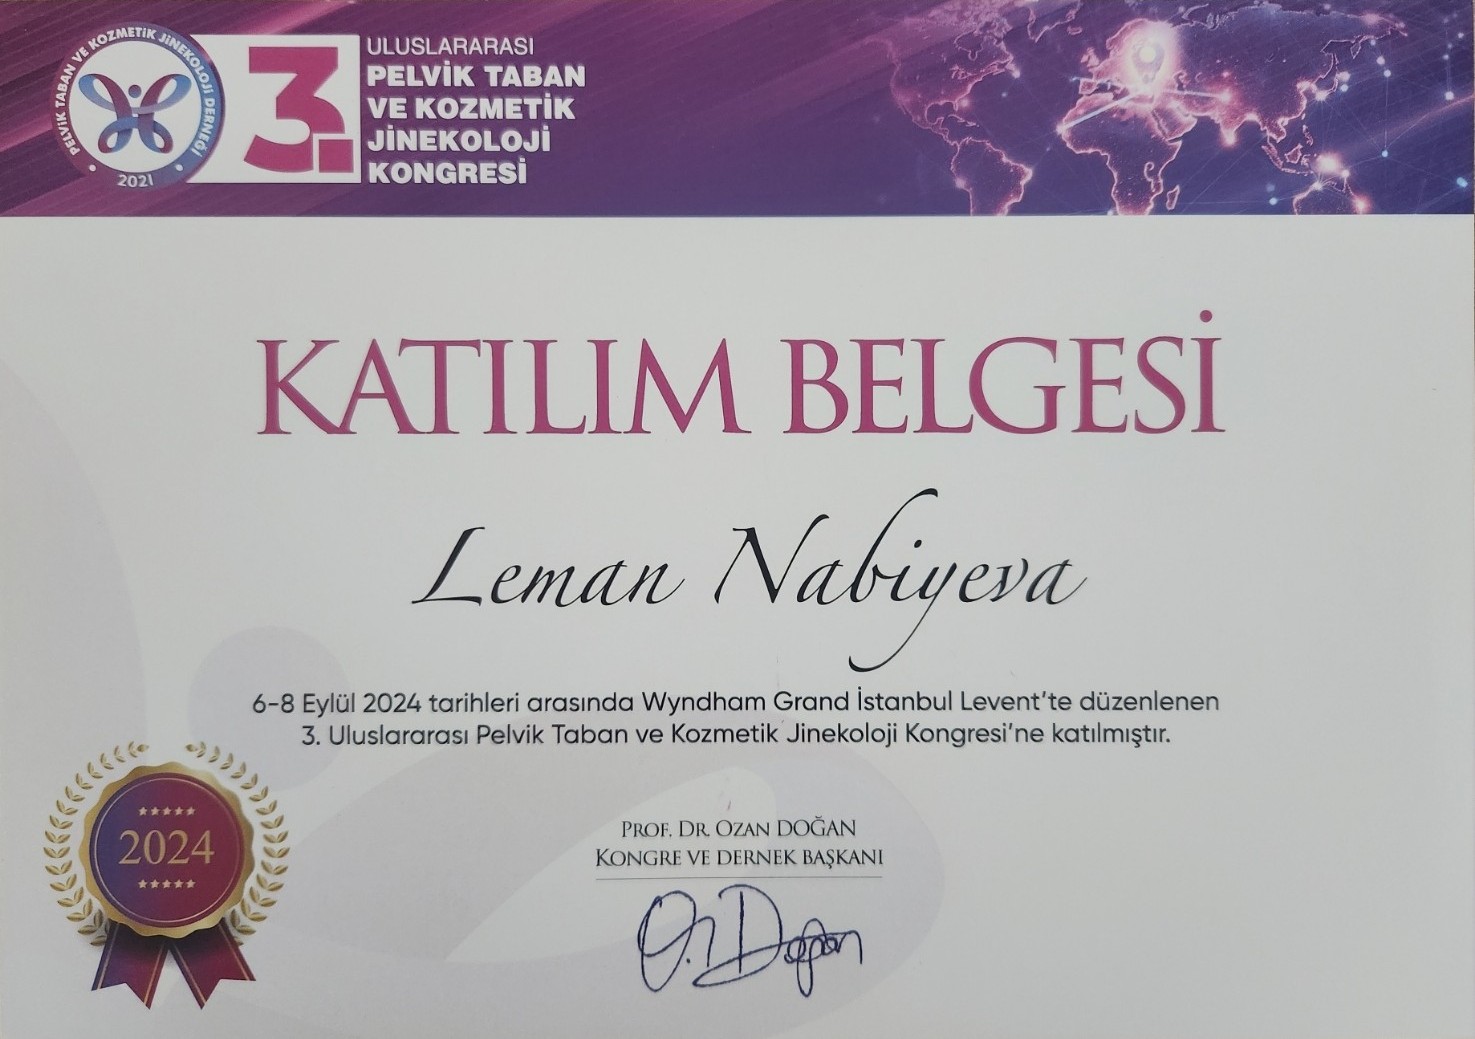 PELVİK TABAN VE KOZMETİK JİNEKOLOJİ DERNEĞİ
2021
3.
ULUSLARARASI
PELVİK TABAN
VE KOZMETİK
JİNEKOLOJİ
KONGRESİ
KATILIM BELGESİ
Leman Nabiyeva
6-8 Eylül 2024 tarihleri arasında Wyndham Grand İstanbul Levent'te düzenlenen
3. Uluslararası Pelvik Taban ve Kozmetik Jinekoloji Kongresi'ne katılmıştır.
2024
PROF. DR. OZAN DOĞAN
KONGRE VE DERNEK BAŞKANI
O. Doğan